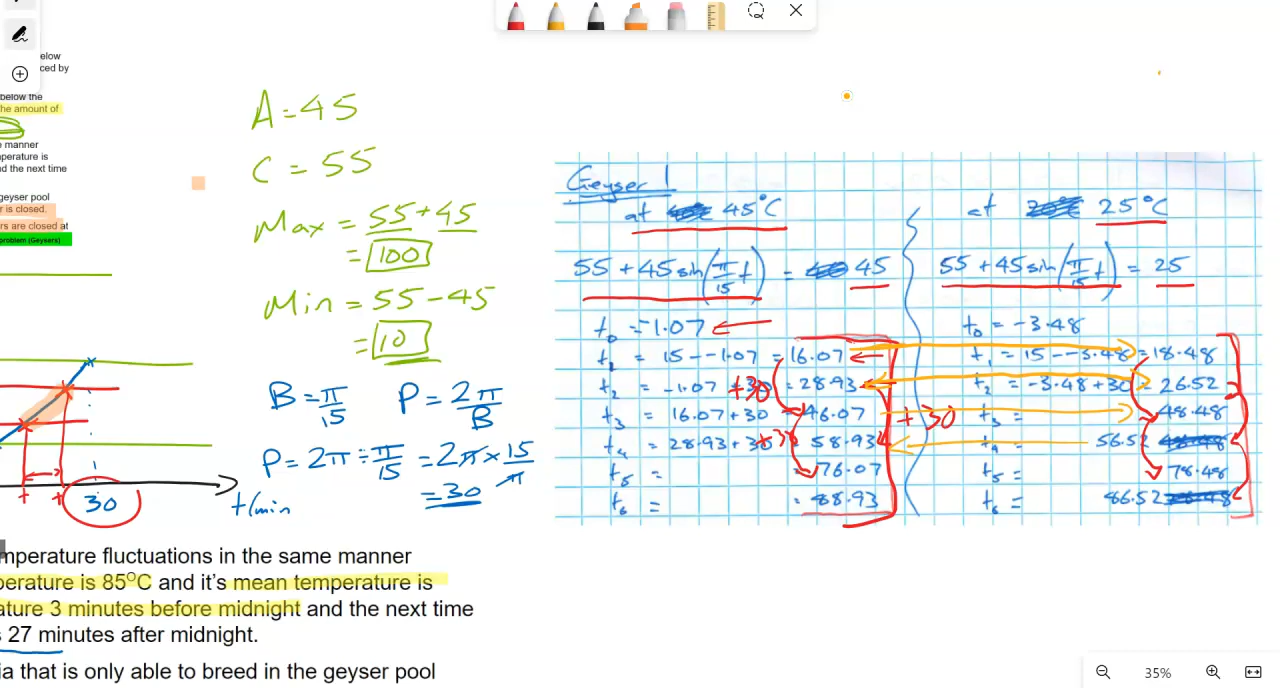 elow
ced by
below the
he amount of
e manner
perature is
nd the next time
geyser pool
er is closed.
rs are closed at
problem (Geysers)
A = 45
C = 55
Max = 55 + 45
= 100
Min = 55 - 45
= 10
B = π/15 P = 2π/B
P = 2π ÷ π/15 = 2π × 15/π
= 30
30
t/min
t t
Geyser 1
at 45°C
55 + 45 sin(π/15 t) = 45
t₀ = -1.07
t₁ = 15 - -1.07 = 16.07
t₂ = -1.07 + 30 = 28.93
t₃ = 16.07 + 30 = 46.07
t₄ = 28.93 + 30 = 58.93
t₅ = 76.07
t₆ = : 88.93
+30
+30
+30
at 25°C
55 + 45 sin(π/15 t) = 25
t₀ = -3.48
t₁ = 15 - -3.48 = 18.48
t₂ = -3.48 + 30 = 26.52
t₃ = 48.48
t₄ = 56.52
t₅ = 78.48
t₆ = 86.52
mperature fluctuations in the same manner
perature is 85°C and it's mean temperature is
ature 3 minutes before midnight and the next time
s 27 minutes after midnight.
ia that is only able to breed in the geyser pool
35%